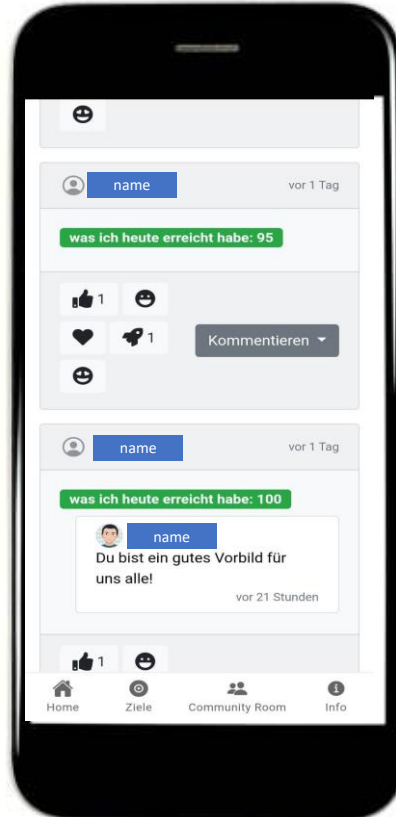 name
vor 1 Tag
was ich heute erreicht habe: 95
1
1
Kommentieren
name
vor 1 Tag
was ich heute erreicht habe: 100
name
Du bist ein gutes Vorbild für
uns alle!
vor 21 Stunden
1
Home Ziele Community Room Info